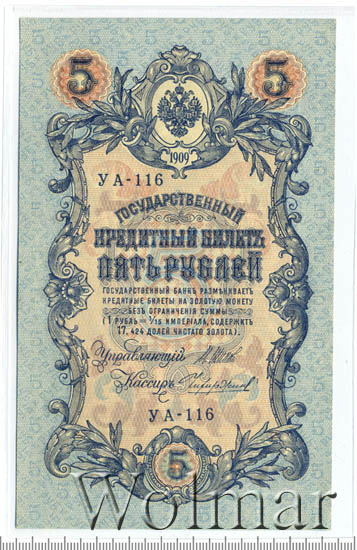 5 5
1909
УА-116
ГОСУДАРСТВЕННЫЙ
КРЕДИТНЫЙ БИЛЕТЪ
ПЯТЬ РУБЛЕЙ
ГОСУДАРСТВЕННЫЙ БАНКЪ РАЗМѢНИВАЕТЪ
КРЕДИТНЫЕ БИЛЕТЫ НА ЗОЛОТУЮ МОНЕТУ
БЕЗЪ ОГРАНИЧЕНІЯ СУММЫ
(1 РУБЛЬ = 1/15 ИМПЕРІАЛА, СОДЕРЖИТЪ
17,424 ДОЛЕЙ ЧИСТАГО ЗОЛОТА).
Управляющій
Кассиръ
УА-116
5
Wolmar